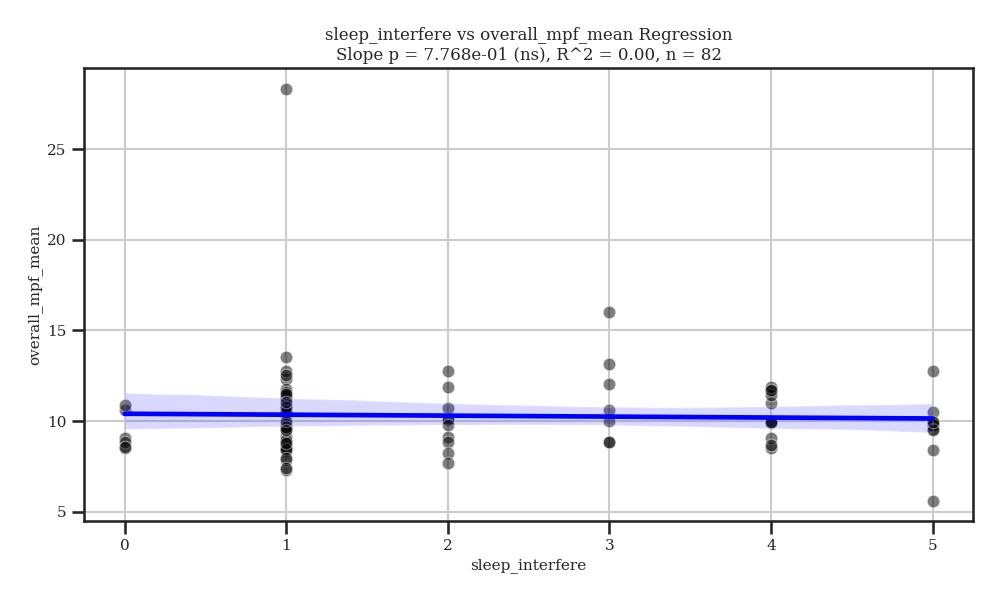 sleep_interfere vs overall_mpf_mean Regression
Slope p = 7.768e-01 (ns), R^2 = 0.00, n = 82
overall_mpf_mean
25
20
15
10
5
0 1 2 3 4 5
sleep_interfere